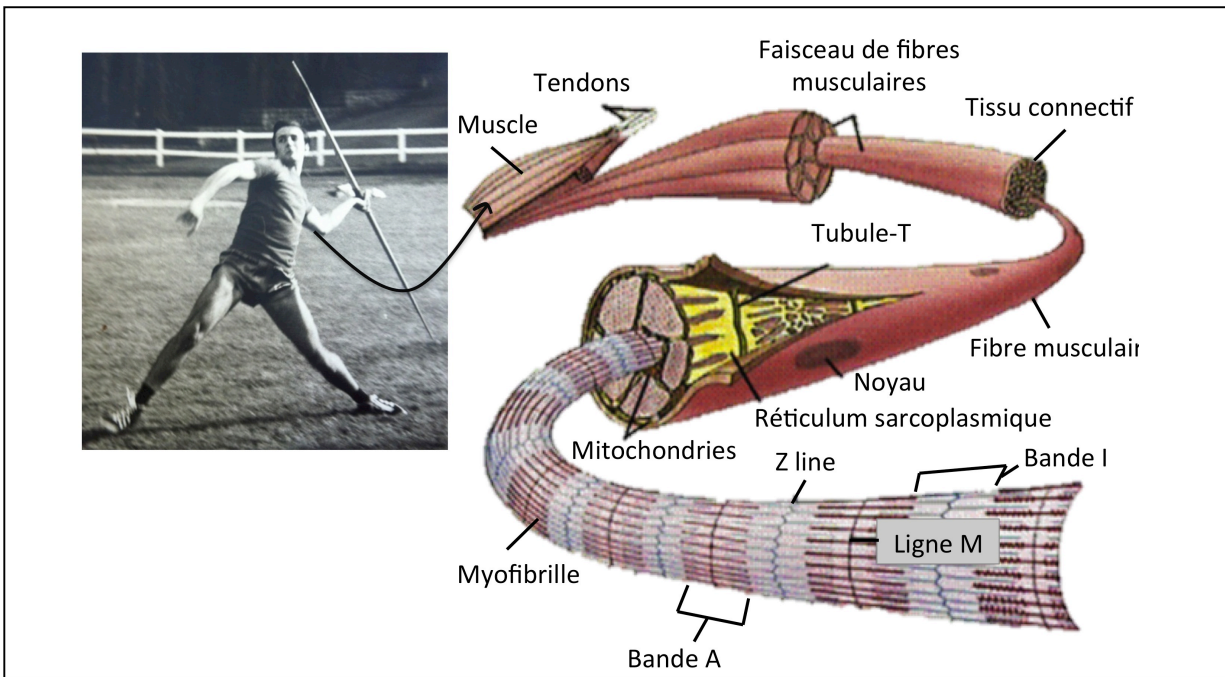 Faisceau de fibres
musculaires
Tendons
Tissu connectif
Muscle
Tubule-T
Fibre musculair
Noyau
Réticulum sarcoplasmique
Mitochondries
Z line
Bande I
Ligne M
Myofibrille
Bande A